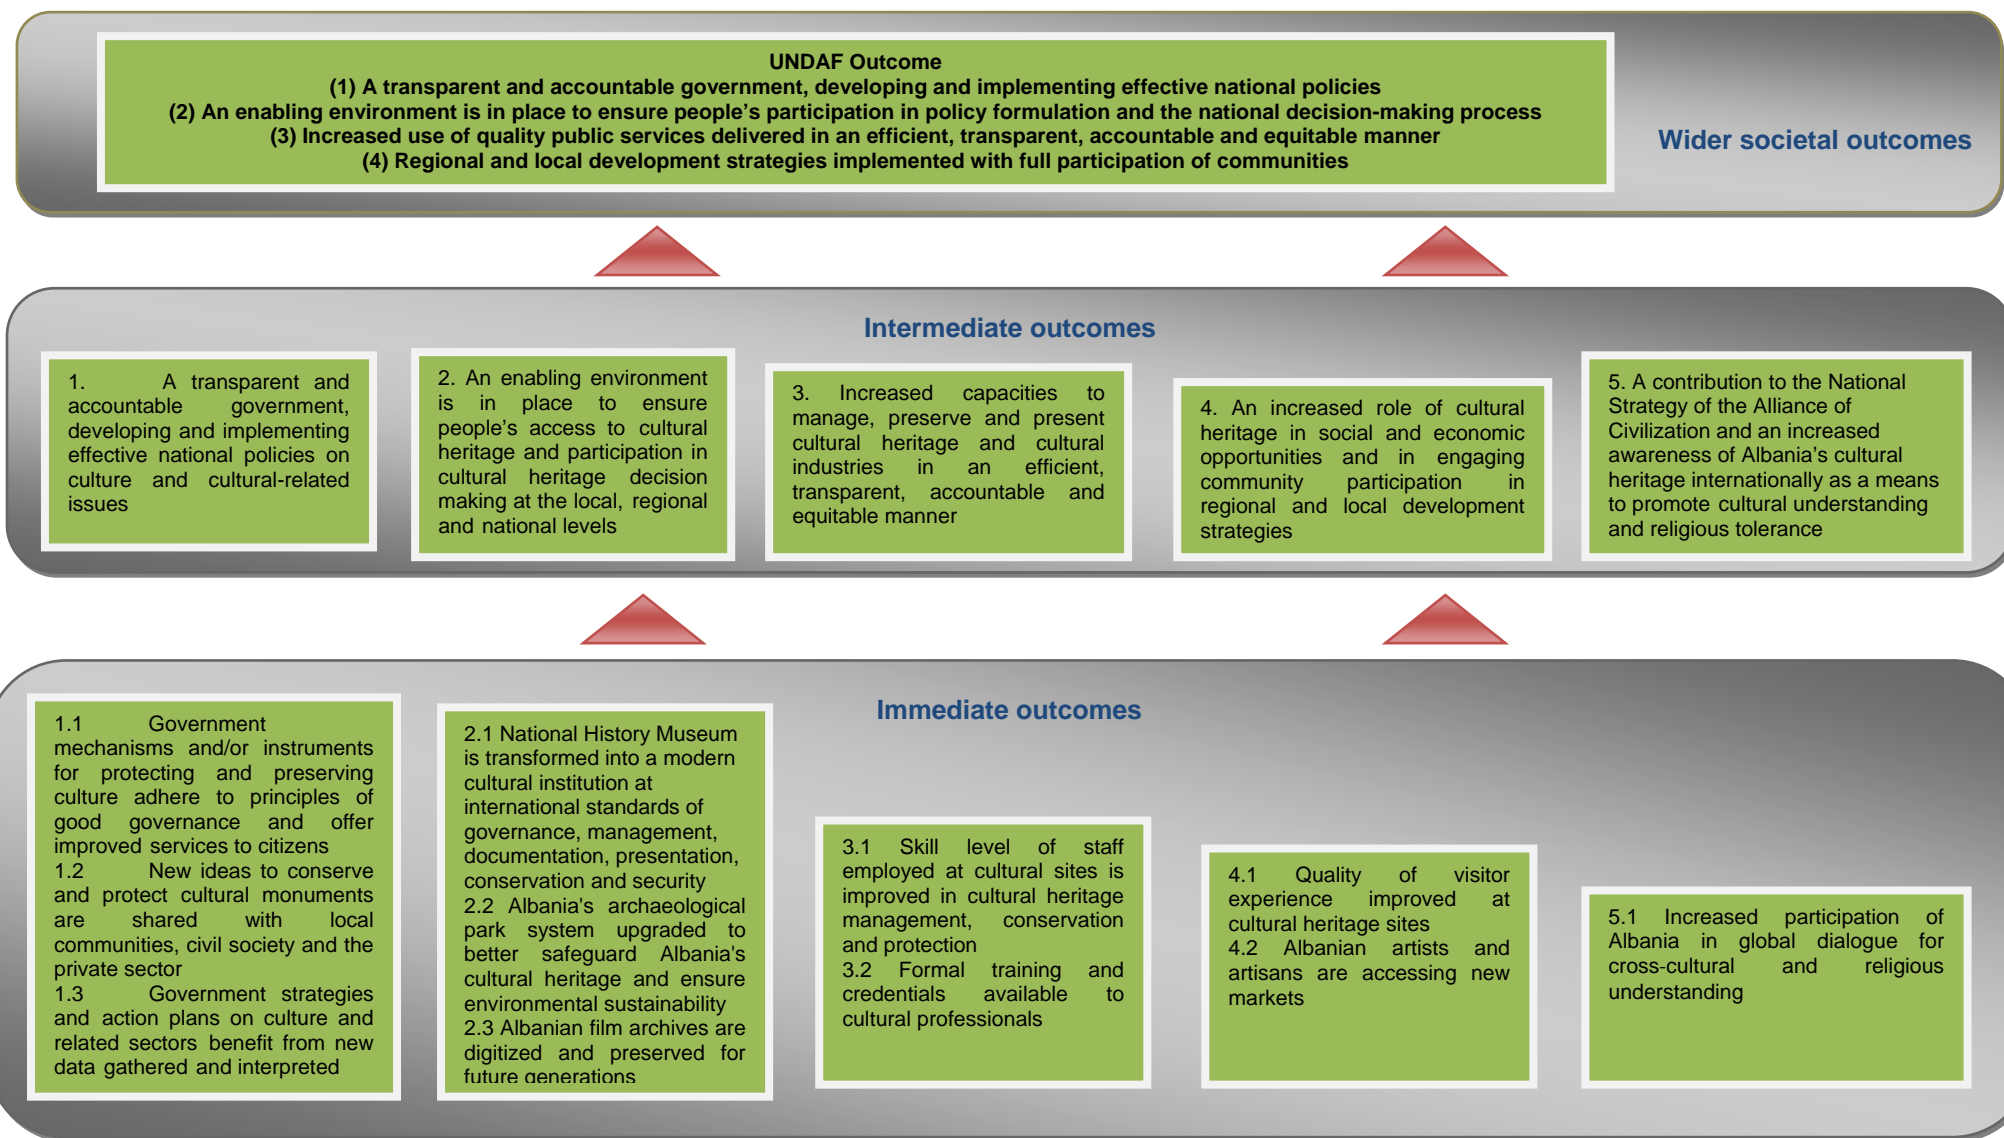 UNDAF Outcome
(1) A transparent and accountable government, developing and implementing effective national policies
(2) An enabling environment is in place to ensure people’s participation in policy formulation and the national decision-making process
(3) Increased use of quality public services delivered in an efficient, transparent, accountable and equitable manner
(4) Regional and local development strategies implemented with full participation of communities
Wider societal outcomes
Intermediate outcomes
1. A transparent and
accountable government,
developing and implementing
effective national policies on
culture and cultural-related
issues
2. An enabling environment
is in place to ensure
people’s access to cultural
heritage and participation in
cultural heritage decision
making at the local, regional
and national levels
3. Increased capacities to
manage, preserve and present
cultural heritage and cultural
industries in an efficient,
transparent, accountable and
equitable manner
4. An increased role of cultural
heritage in social and economic
opportunities and in engaging
community participation in
regional and local development
strategies
5. A contribution to the National
Strategy of the Alliance of
Civilization and an increased
awareness of Albania’s cultural
heritage internationally as a means
to promote cultural understanding
and religious tolerance
Immediate outcomes
1.1 Government
mechanisms and/or instruments
for protecting and preserving
culture adhere to principles of
good governance and offer
improved services to citizens
1.2 New ideas to conserve
and protect cultural monuments
are shared with local
communities, civil society and the
private sector
1.3 Government strategies
and action plans on culture and
related sectors benefit from new
data gathered and interpreted
2.1 National History Museum
is transformed into a modern
cultural institution at
international standards of
governance, management,
documentation, presentation,
conservation and security
2.2 Albania's archaeological
park system upgraded to
better safeguard Albania's
cultural heritage and ensure
environmental sustainability
2.3 Albanian film archives are
digitized and preserved for
future generations
3.1 Skill level of staff
employed at cultural sites is
improved in cultural heritage
management, conservation
and protection
3.2 Formal training and
credentials available to
cultural professionals
4.1 Quality of visitor
experience improved at
cultural heritage sites
4.2 Albanian artists and
artisans are accessing new
markets
5.1 Increased participation of
Albania in global dialogue for
cross-cultural and religious
understanding